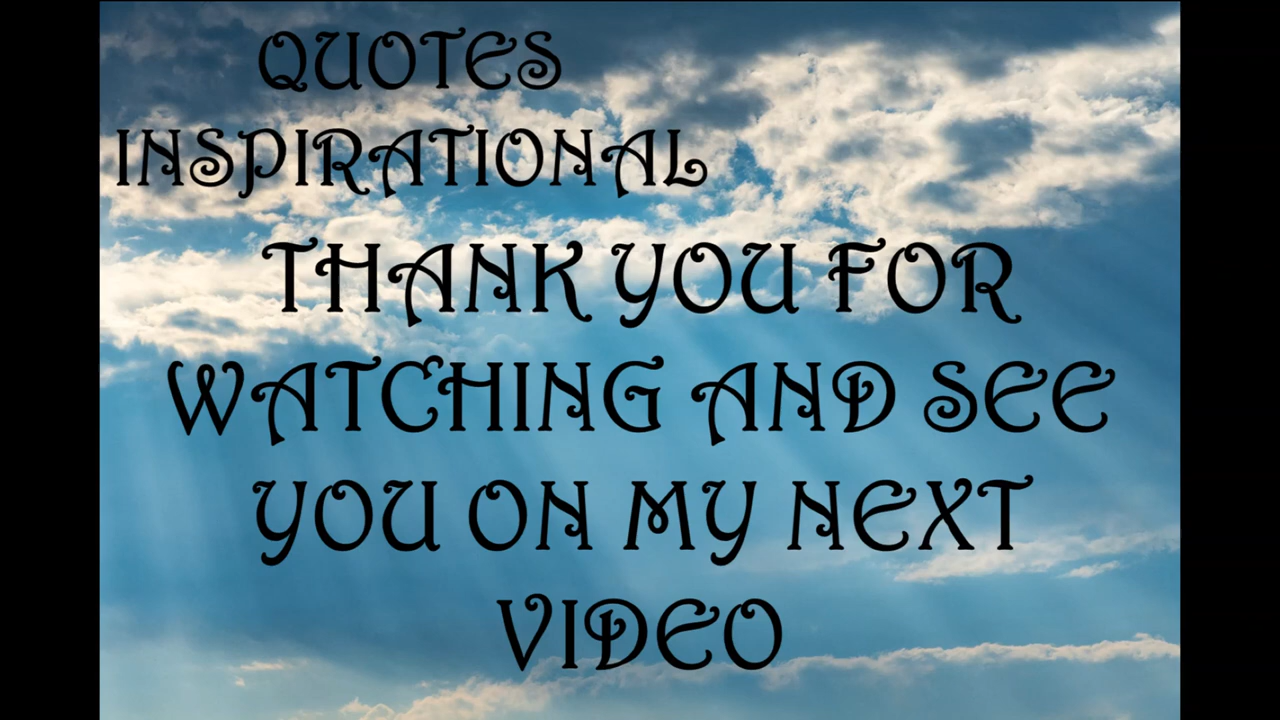 QUOTES
INSPIRATIONAL
THANK YOU FOR
WATCHING AND SEE
YOU ON MY NEXT
VIDEO